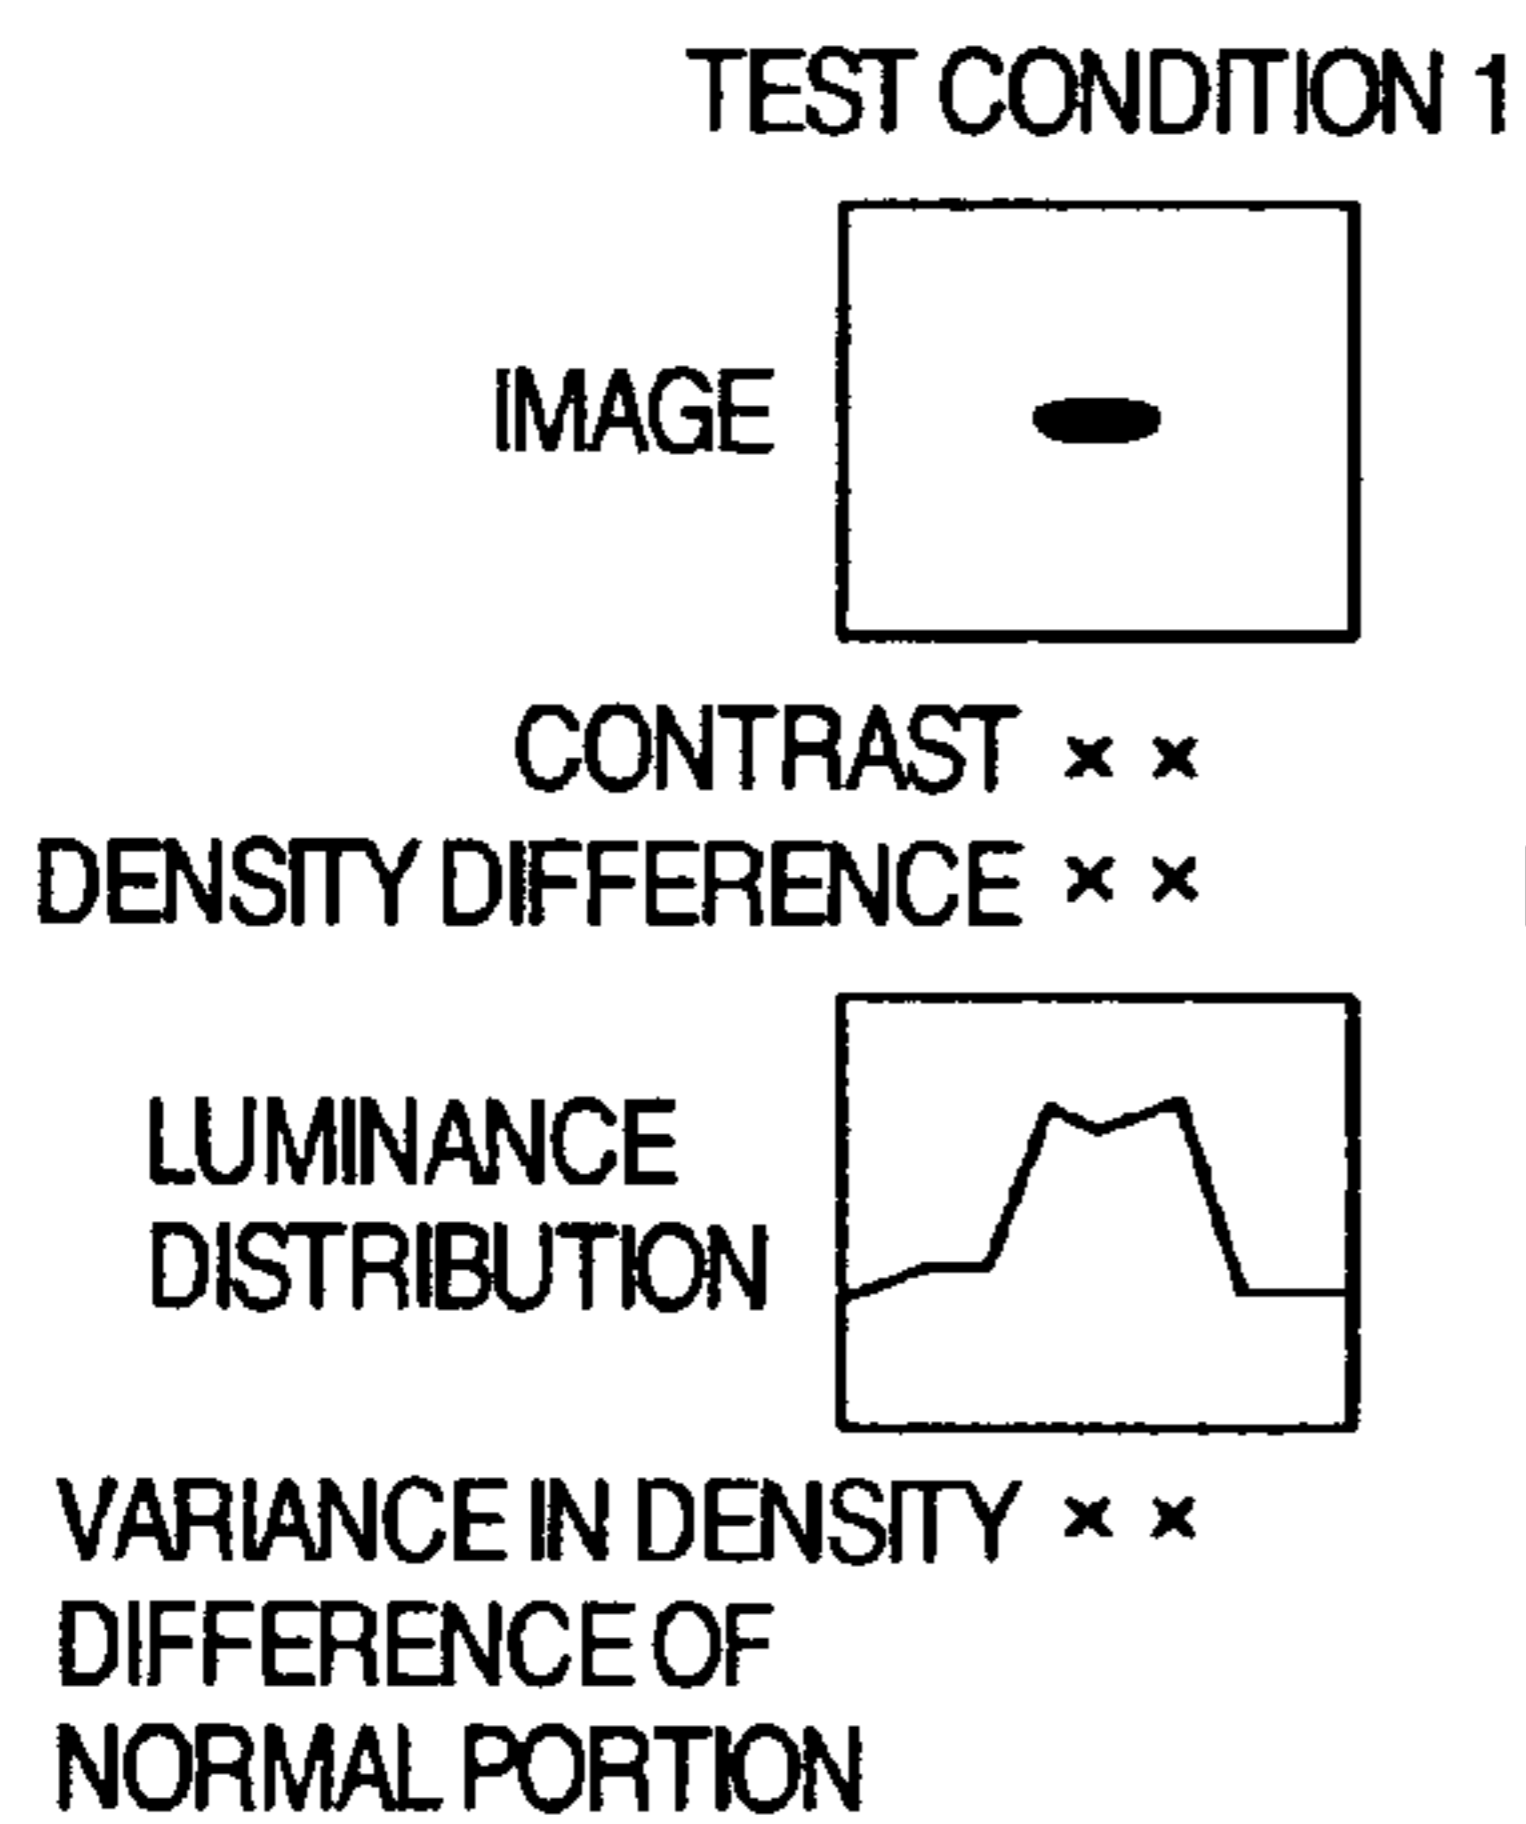 TEST CONDITION 1
IMAGE
CONTRAST × ×
DENSITY DIFFERENCE × ×
LUMINANCE
DISTRIBUTION
VARIANCE IN DENSITY × ×
DIFFERENCE OF
NORMAL PORTION